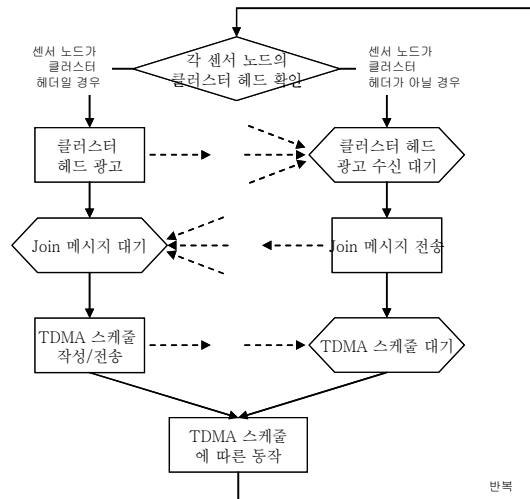 각 센서 노드의
클러스터 헤드 확인
센서 노드가
클러스터
헤더일 경우
센서 노드가
클러스터
헤더가 아닐 경우
클러스터
헤드 광고
클러스터 헤드
광고 수신 대기
Join 메시지 대기
Join 메시지 전송
TDMA 스케줄
작성/전송
TDMA 스케줄 대기
TDMA 스케줄
에 따른 동작
반복